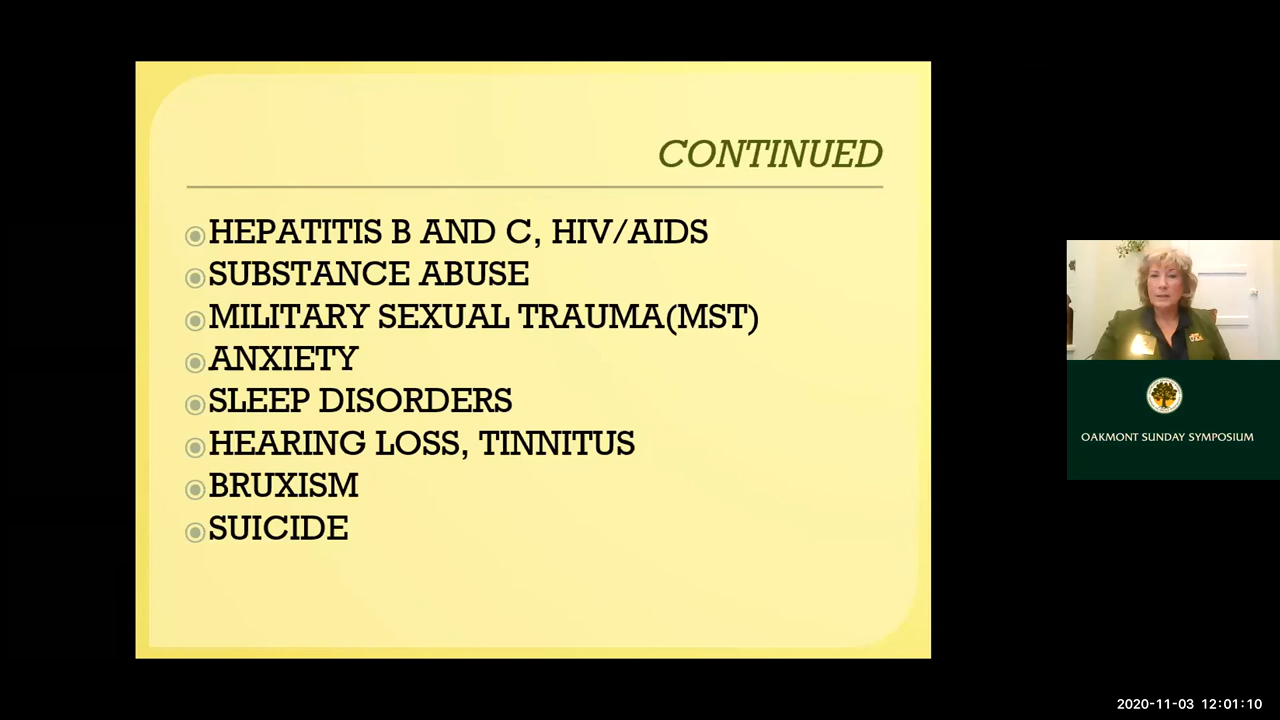 CONTINUED
HEPATITIS B AND C, HIV/AIDS
SUBSTANCE ABUSE
MILITARY SEXUAL TRAUMA(MST)
ANXIETY
SLEEP DISORDERS
HEARING LOSS, TINNITUS
BRUXISM
SUICIDE
OAKMONT SUNDAY SYMPOSIUM
2020-11-03 12:01:10